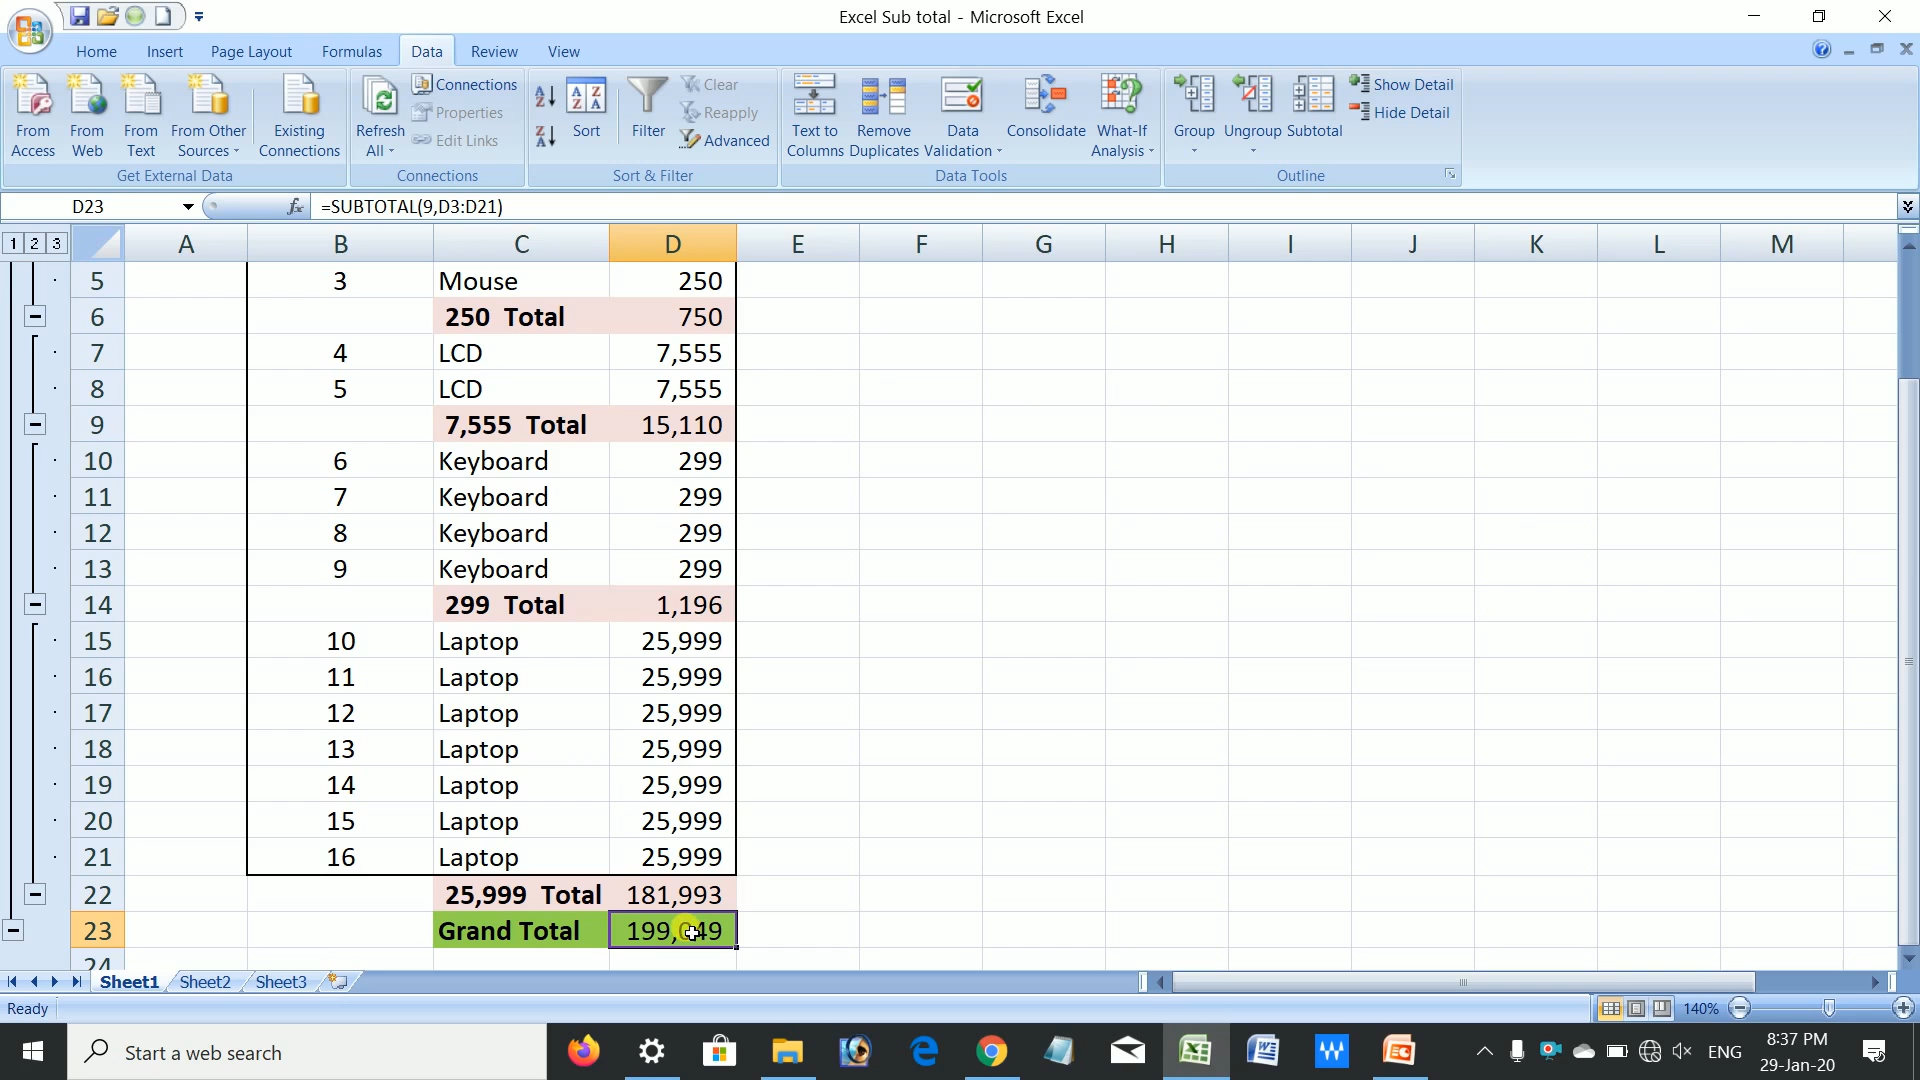 Excel Sub total - Microsoft Excel
Home Insert Page Layout Formulas Data Review View
From Access
From Web
From Text
From Other Sources
Existing Connections
Refresh All
Connections
Properties
Edit Links
Sort
Filter
Clear
Reapply
Advanced
Text to Columns
Remove Duplicates
Data Validation
Consolidate
What-If Analysis
Group
Ungroup
Subtotal
Show Detail
Hide Detail
Get External Data
Connections
Sort & Filter
Data Tools
Outline
D23 fx =SUBTOTAL(9,D3:D21)
1 2 3 A B C D E F G H I J K L M
5 3 Mouse 250
6 250 Total 750
7 4 LCD 7,555
8 5 LCD 7,555
9 7,555 Total 15,110
10 6 Keyboard 299
11 7 Keyboard 299
12 8 Keyboard 299
13 9 Keyboard 299
14 299 Total 1,196
15 10 Laptop 25,999
16 11 Laptop 25,999
17 12 Laptop 25,999
18 13 Laptop 25,999
19 14 Laptop 25,999
20 15 Laptop 25,999
21 16 Laptop 25,999
22 25,999 Total 181,993
23 Grand Total 199,049
24
Sheet1 Sheet2 Sheet3
Ready 140%
Start a web search
ENG
8:37 PM
29-Jan-20